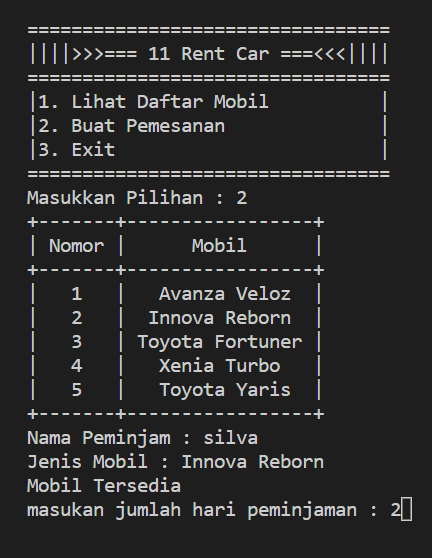 =================================
||||>>>=== 11 Rent Car ===<<<||||
=================================
|1. Lihat Daftar Mobil          |
|2. Buat Pemesanan              |
|3. Exit                        |
=================================
Masukkan Pilihan : 2
+-------+-----------------+
| Nomor |      Mobil      |
+-------+-----------------+
|   1   |   Avanza Veloz  |
|   2   |  Innova Reborn  |
|   3   | Toyota Fortuner |
|   4   |   Xenia Turbo   |
|   5   |   Toyota Yaris  |
+-------+-----------------+
Nama Peminjam : silva
Jenis Mobil : Innova Reborn
Mobil Tersedia
masukan jumlah hari peminjaman : 2